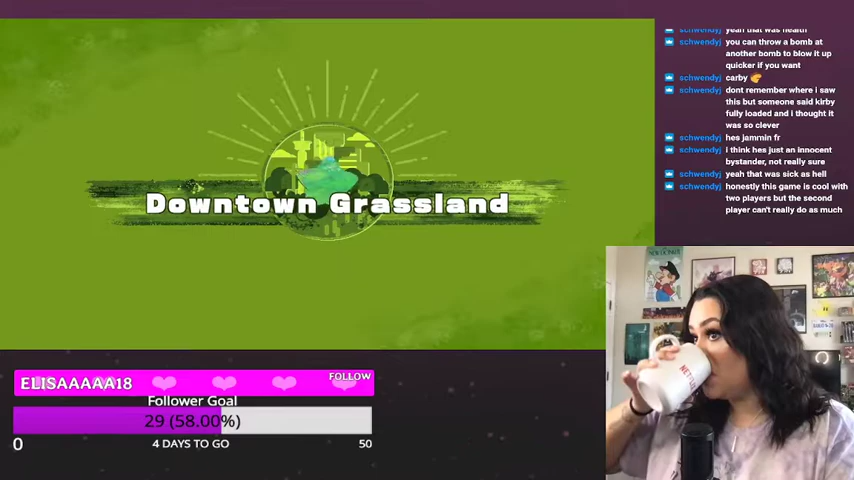 schwendyj yeah that was health
schwendyj you can throw a bomb at
another bomb to blow it up
quicker if you want
schwendyj carby
schwendyj dont remember where i saw
this but someone said kirby
fully loaded and i thought it
was so clever
schwendyj hes jammin fr
schwendyj i think hes just an innocent
bystander, not really sure
schwendyj yeah that was sick as hell
schwendyj honestly this game is cool with
two players but the second
player can't really do as much
Downtown Grassland
ELISAAAAA18
FOLLOW
Follower Goal
29 (58.00%)
0
4 DAYS TO GO
50